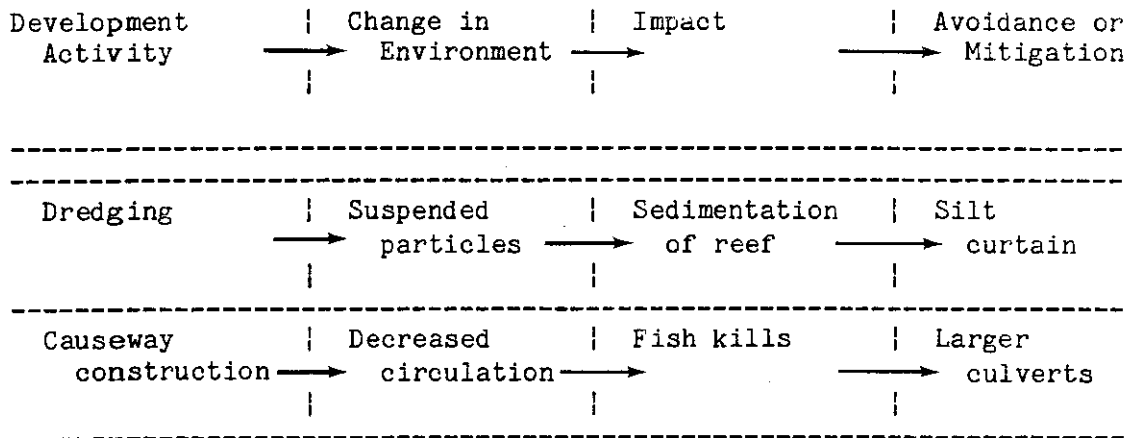 Development | Change in | Impact | Avoidance or
Activity → Environment → → Mitigation
Dredging | Suspended | Sedimentation | Silt
→ particles → of reef → curtain
Causeway | Decreased | Fish kills | Larger
construction → circulation → → culverts